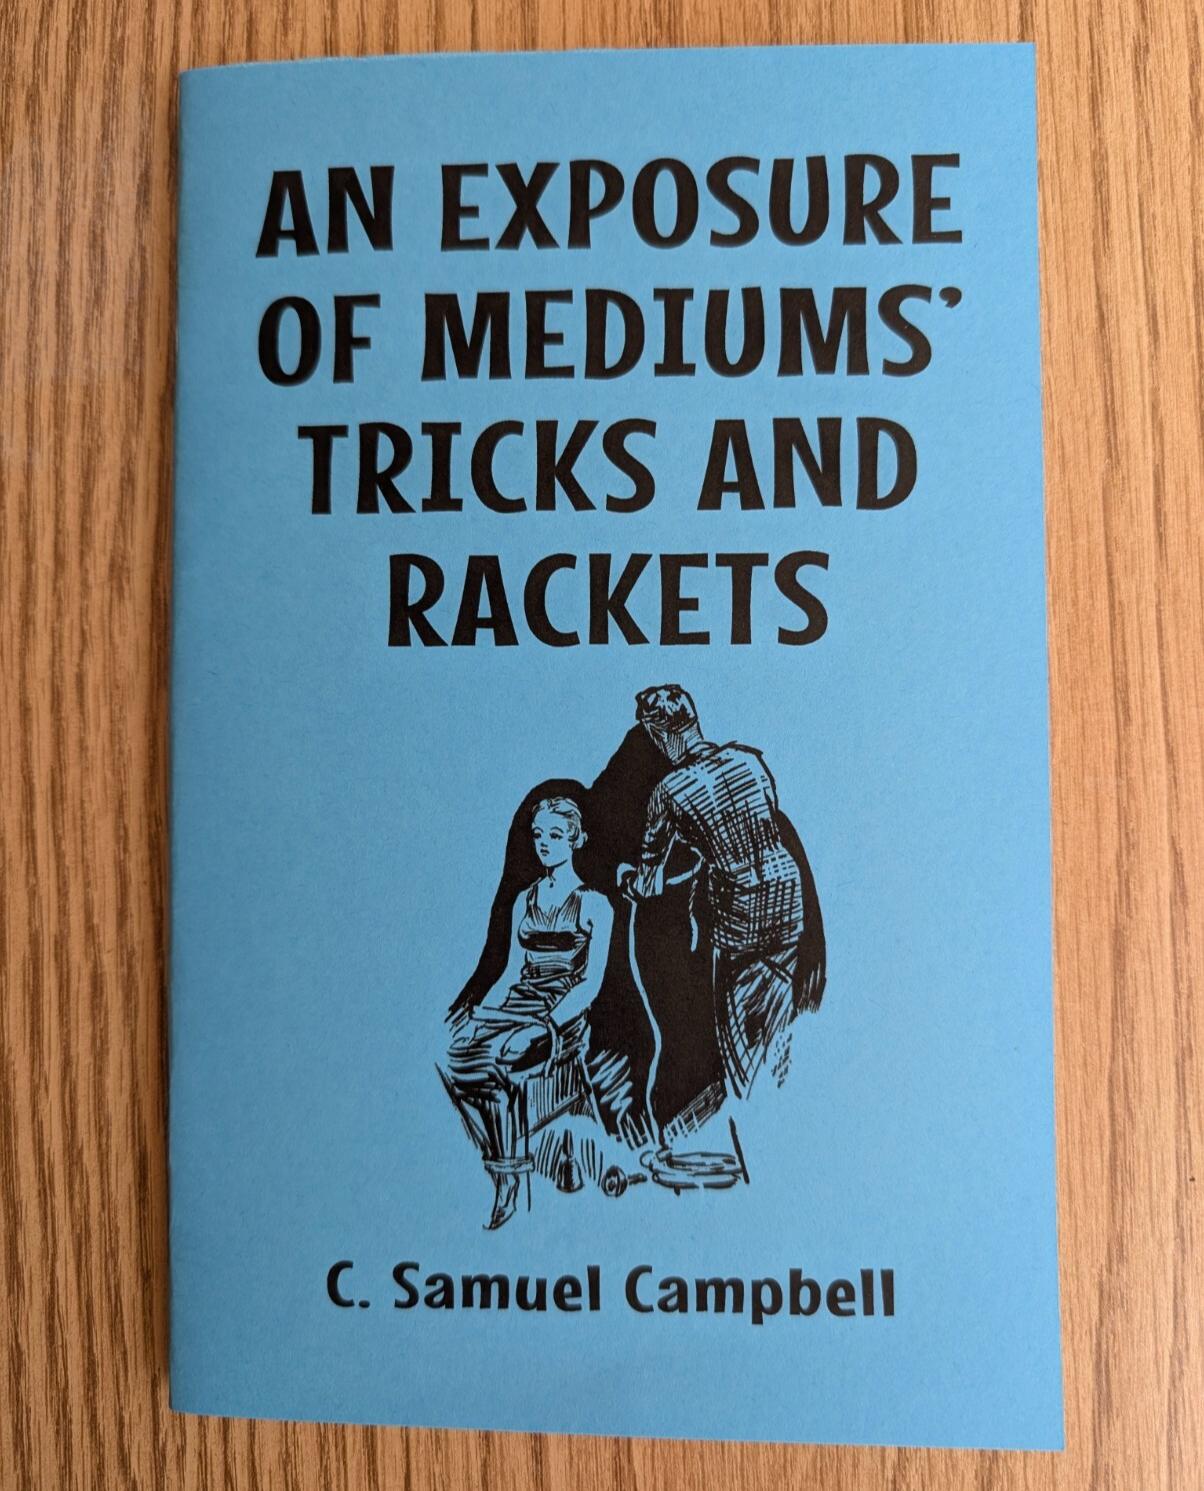 AN EXPOSURE
OF MEDIUMS’
TRICKS AND
RACKETS
C. Samuel Campbell